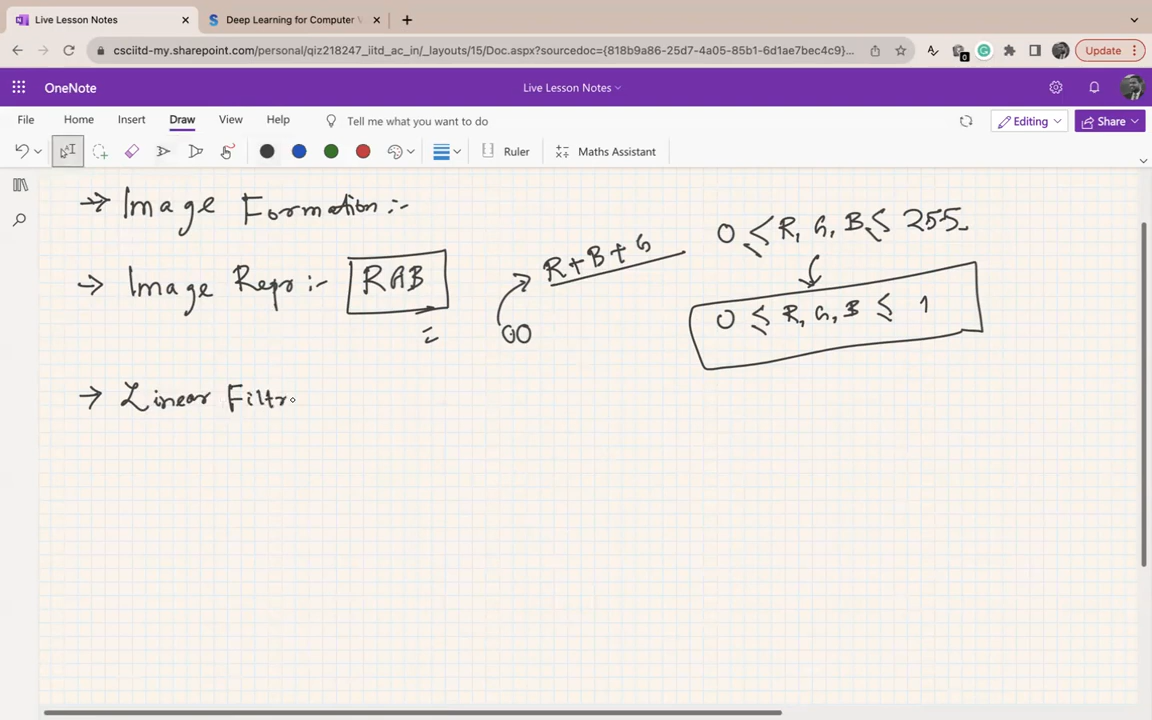 Live Lesson Notes
Deep Learning for Computer
csciitd-my.sharepoint.com/personal/qiz218247_iitd_ac_in/_layouts/15/Doc.aspx?sourcedoc={818b9a86-25d7-4a05-85b1-6d1ae7bec4c9}...
Update
OneNote
Live Lesson Notes
File Home Insert Draw View Help Tell me what you want to do
Editing
Share
Ruler
Maths Assistant
→ Image Formation :-
0 ≤ R, G, B ≤ 255
→ Image Repr :- RGB
R+B+G
0 ≤ R, G, B ≤ 1
→ Linear Filtr